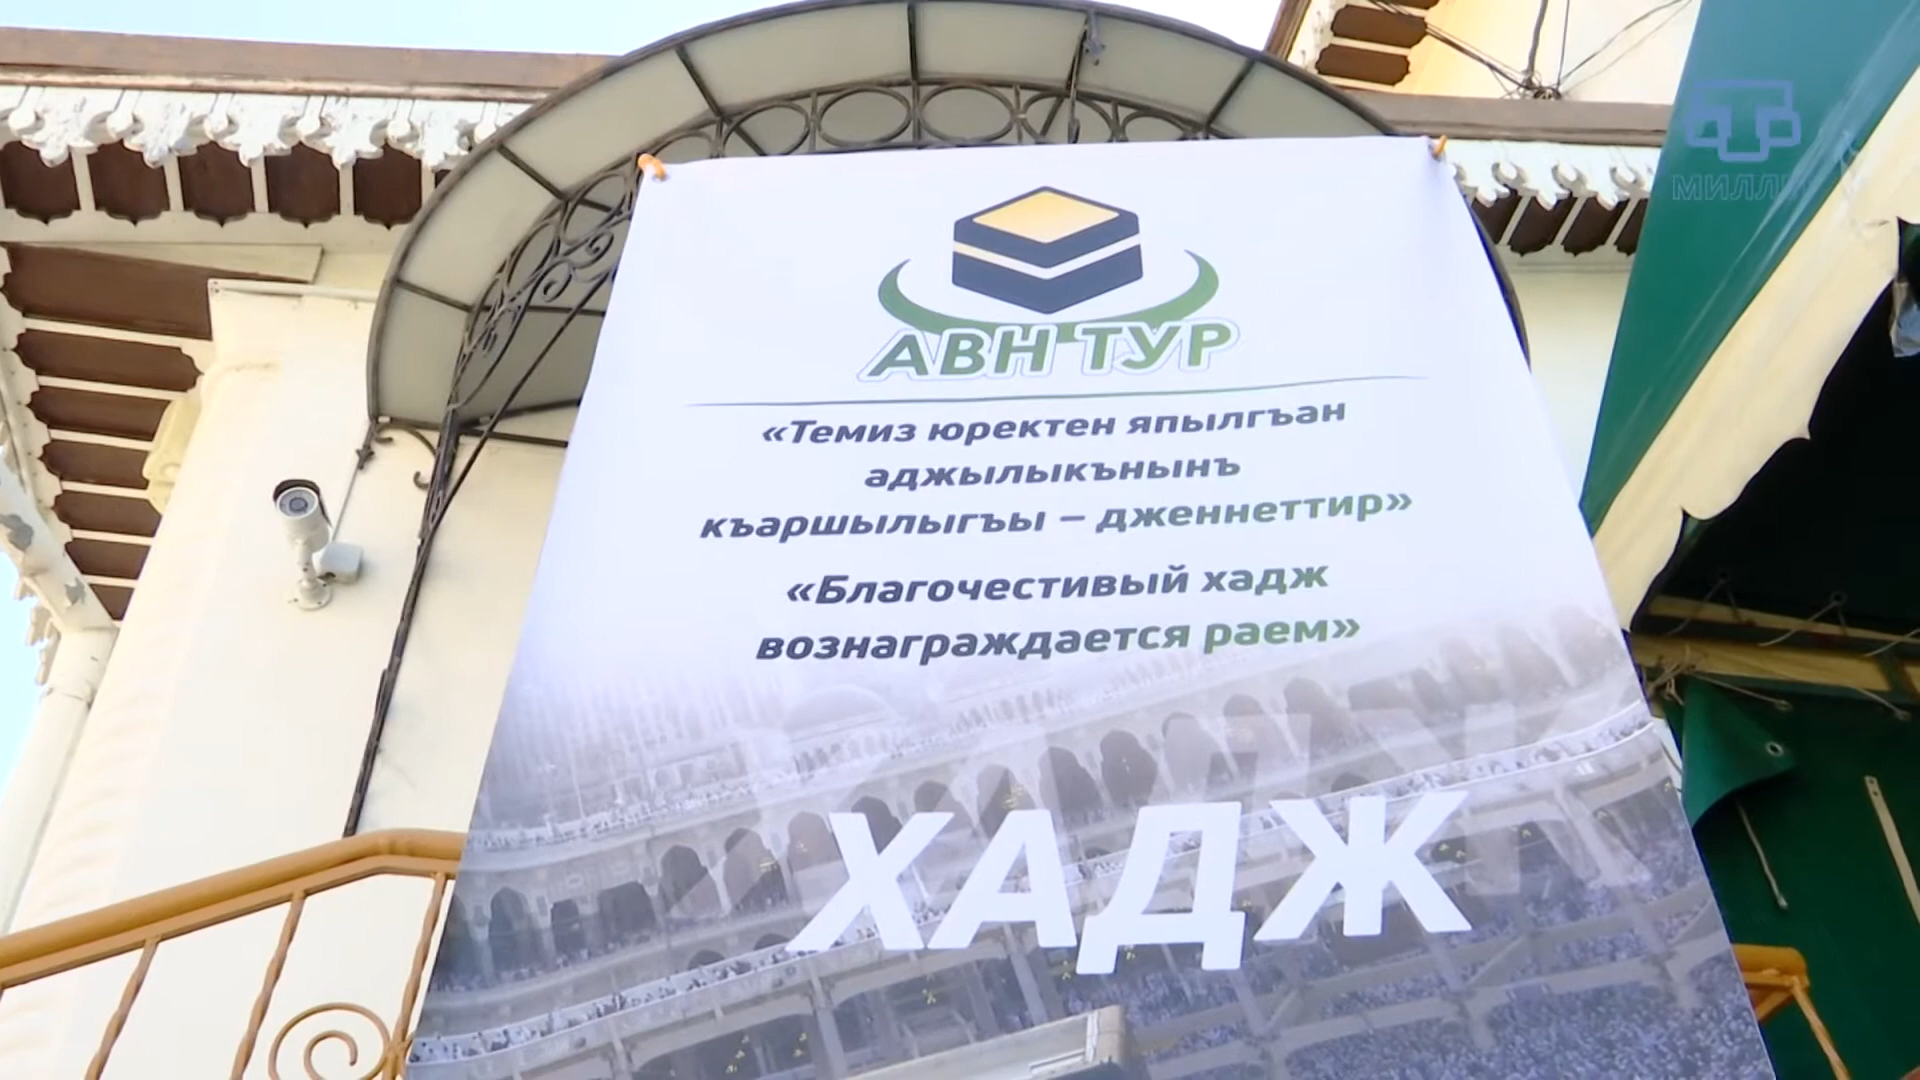 МИЛЛЕТ
АВН ТУР
«Темиз юректен япылгъан
аджылыкънынъ
къаршылыгъы – дженнеттир»
«Благочестивый хадж
вознаграждается раем»
ХАДЖ